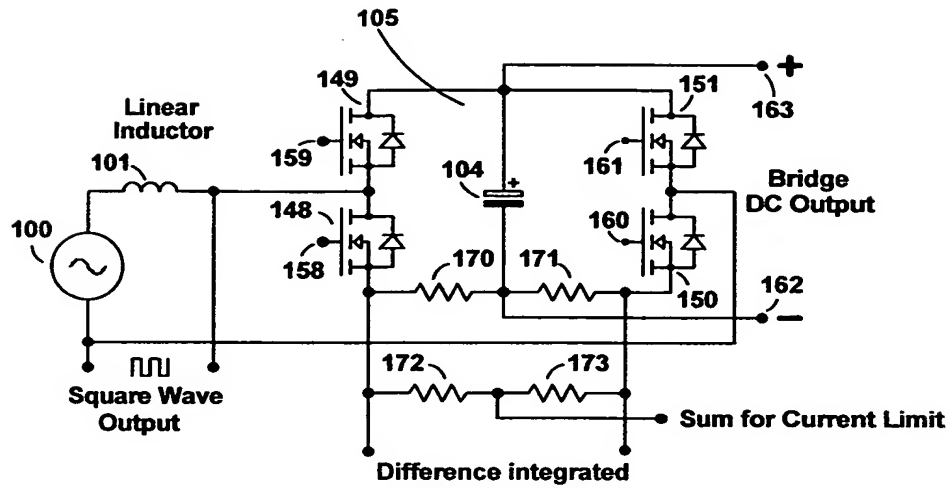 105
149
151
+
163
Linear
Inductor
101
159
161
104
+
Bridge
DC Output
100
148
160
158
170
171
150
162
−
172
173
Square Wave
Output
Sum for Current Limit
Difference integrated